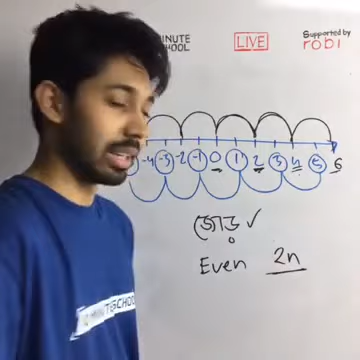 MINUTE SCHOOL
LIVE
Supported by
robi
-4 -3 -2 -1 0 1 2 3 4 5 6
জোড় ✓
Even 2n
MINUTE SCHOOL